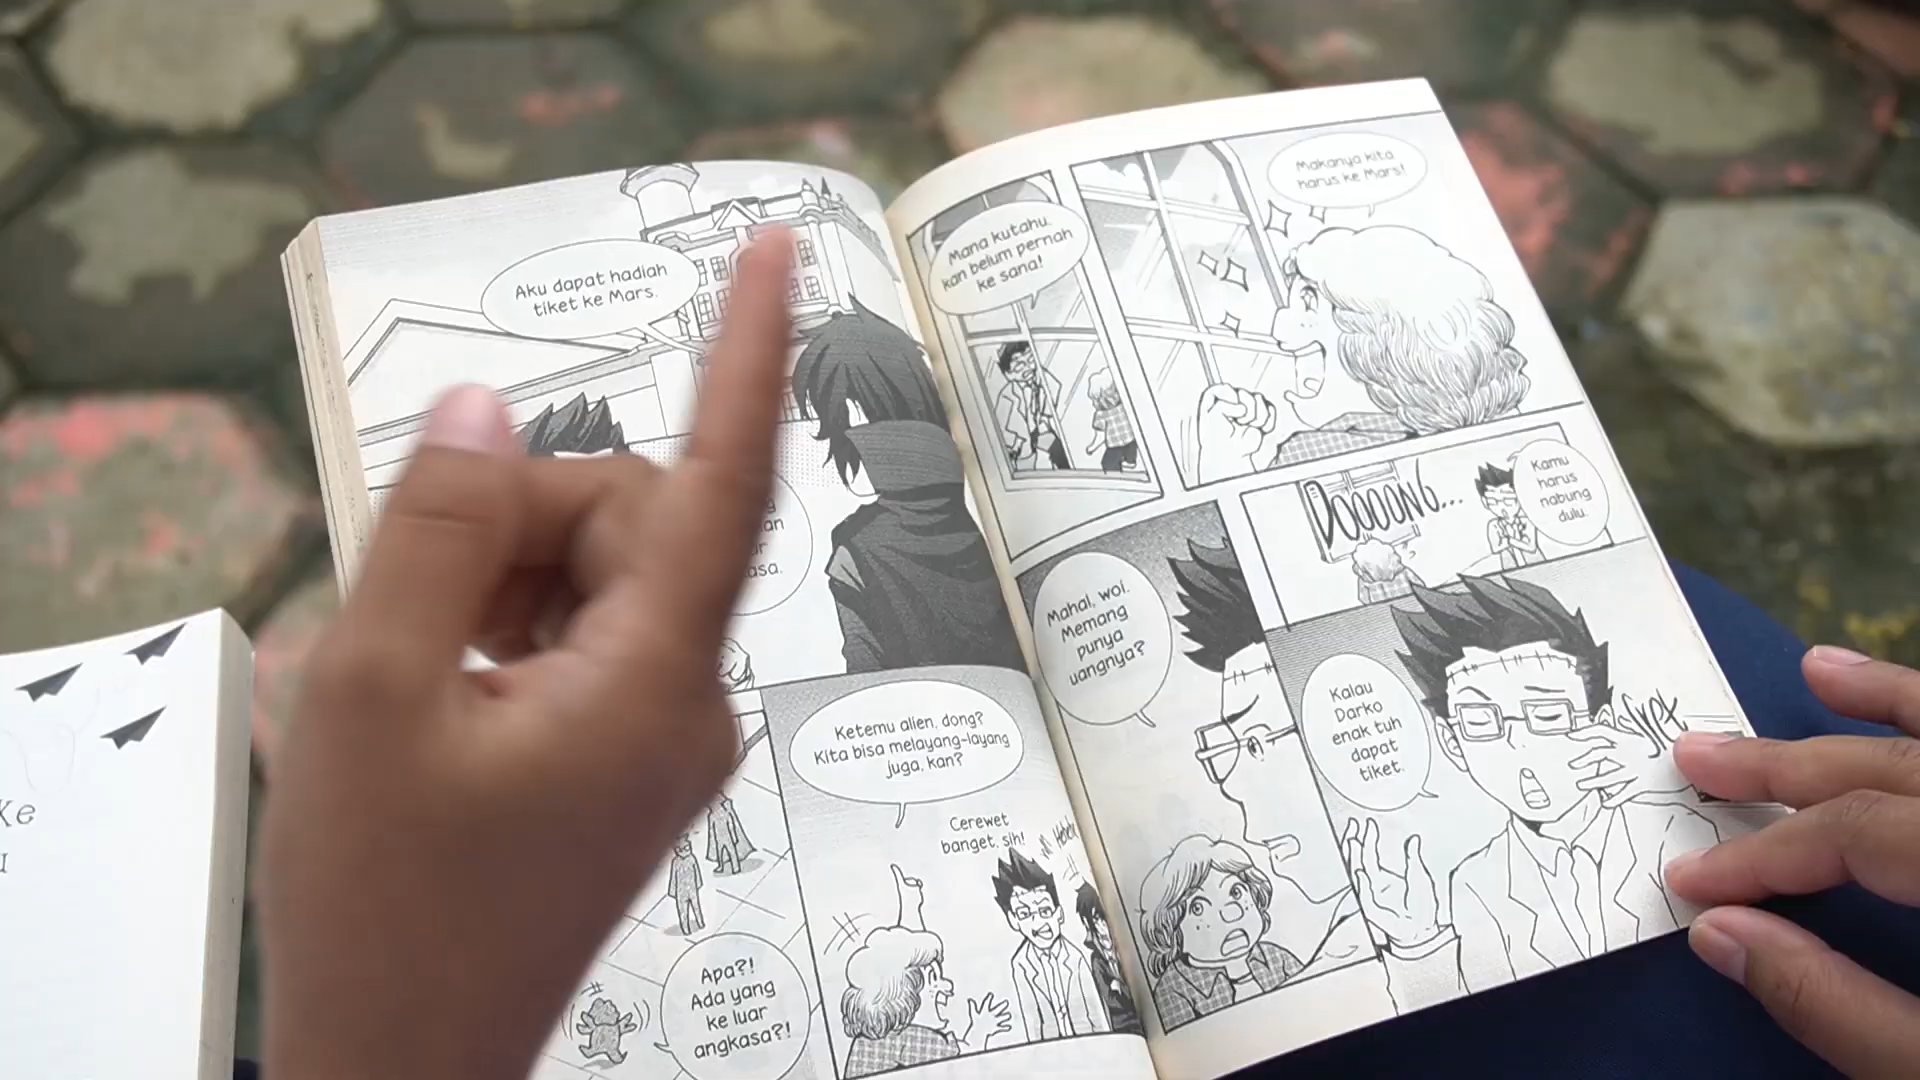 Aku dapat hadiah
tiket ke Mars.
Apa?!
Ada yang
ke luar
angkasa?!
Ketemu alien, dong?
Kita bisa melayang-layang
juga, kan?
Cerewet
banget, sih!
Mana kutahu,
kan belum pernah
ke sana!
Makanya kita
harus ke Mars!
Mahal, woi.
Memang
punya
uangnya?
DOOOONG...
Kamu
harus
nabung
dulu.
Kalau
Darko
enak tuh
dapat
tiket.